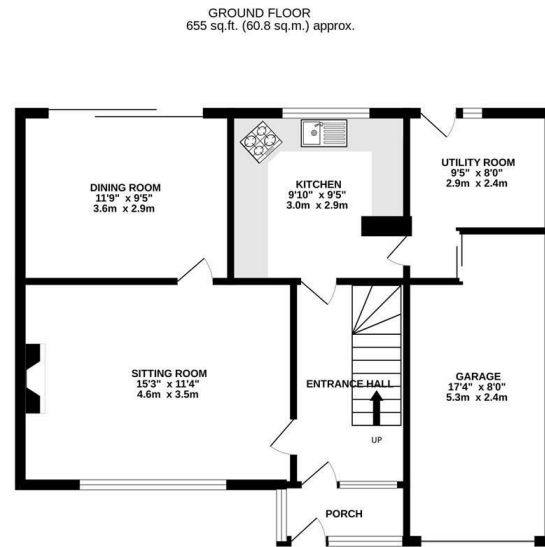 GROUND FLOOR
655 sq.ft. (60.8 sq.m.) approx.
DINING ROOM
11'9" x 9'5"
3.6m x 2.9m
KITCHEN
9'10" x 9'5"
3.0m x 2.9m
UTILITY ROOM
9'5" x 8'0"
2.9m x 2.4m
SITTING ROOM
15'3" x 11'4"
4.6m x 3.5m
ENTRANCE HALL
UP
GARAGE
17'4" x 8'0"
5.3m x 2.4m
PORCH